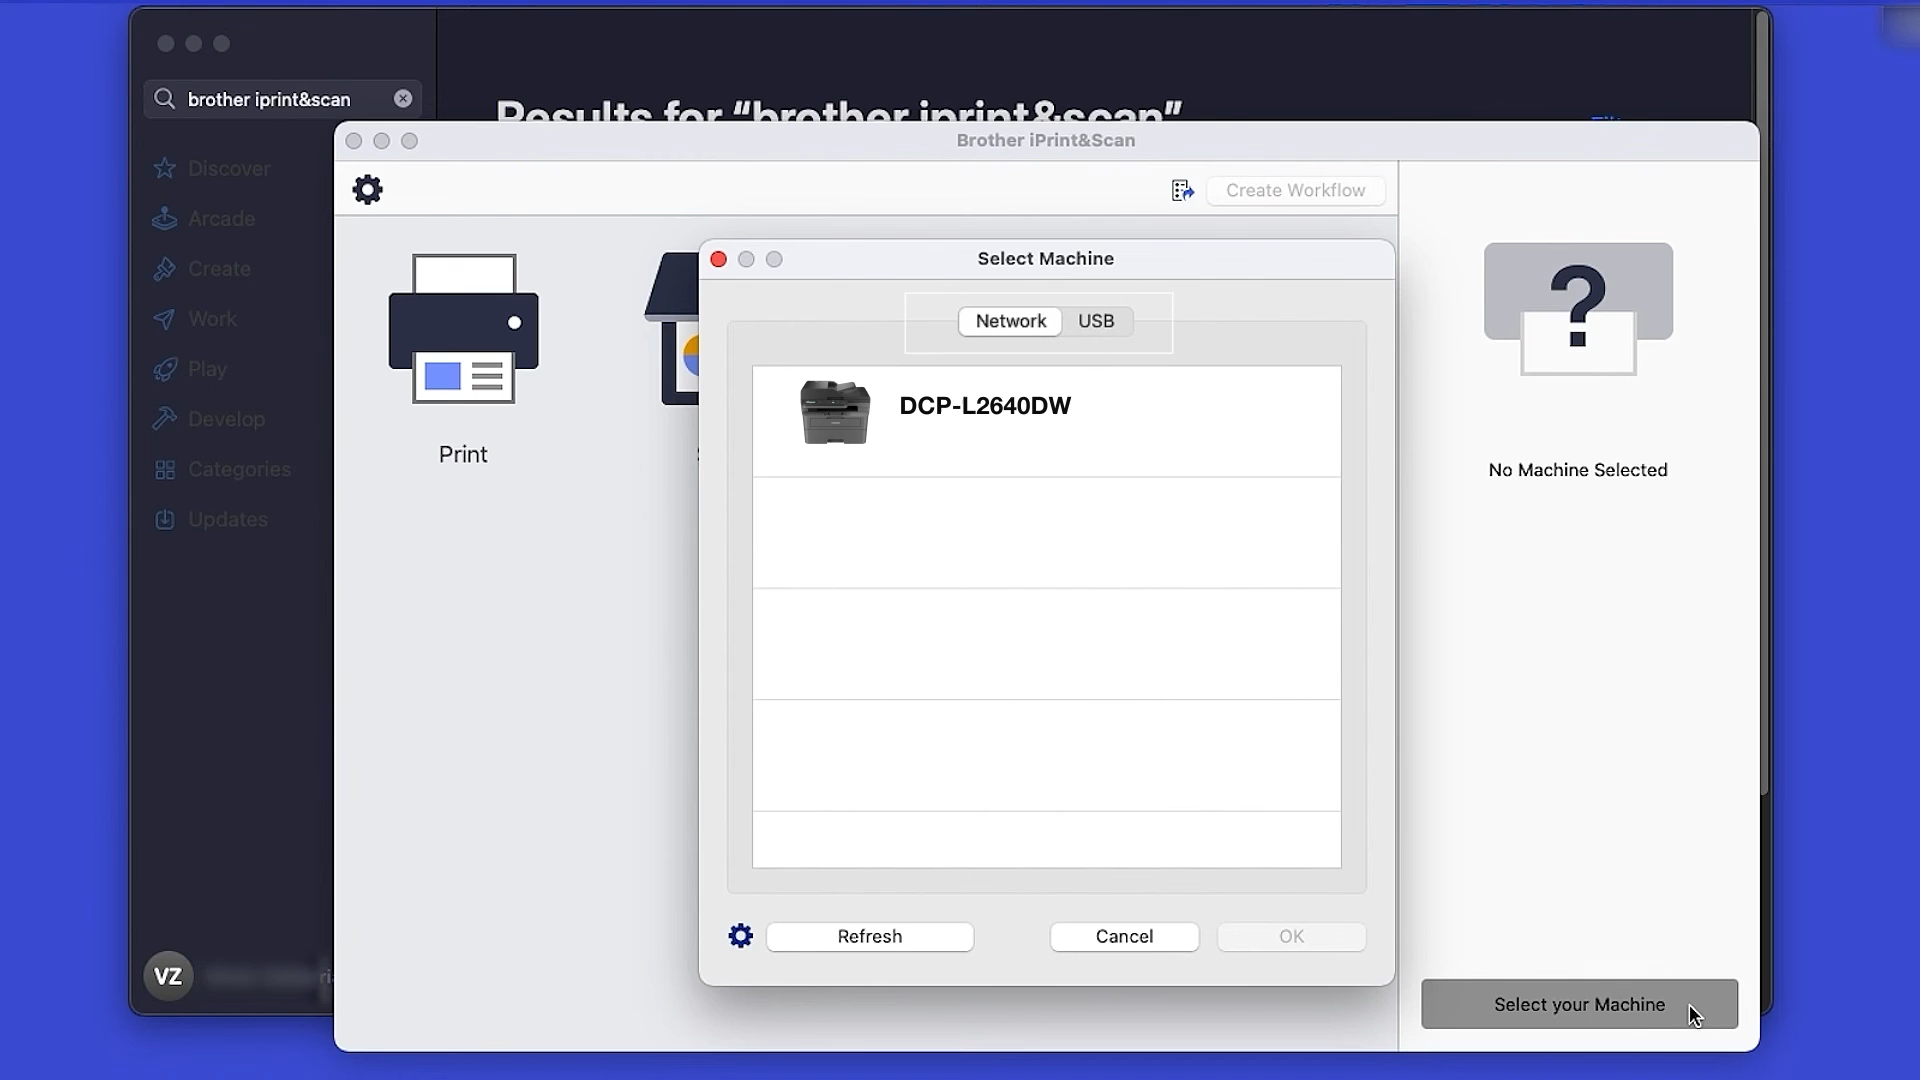 brother iprint&scan
Results for “brother iprint&scan”
Discover
Arcade
Create
Work
Play
Develop
Categories
Updates
VZ
Brother iPrint&Scan
Create Workflow
Print
Select Machine
Network USB
DCP-L2640DW
Refresh
Cancel
OK
?
No Machine Selected
Select your Machine